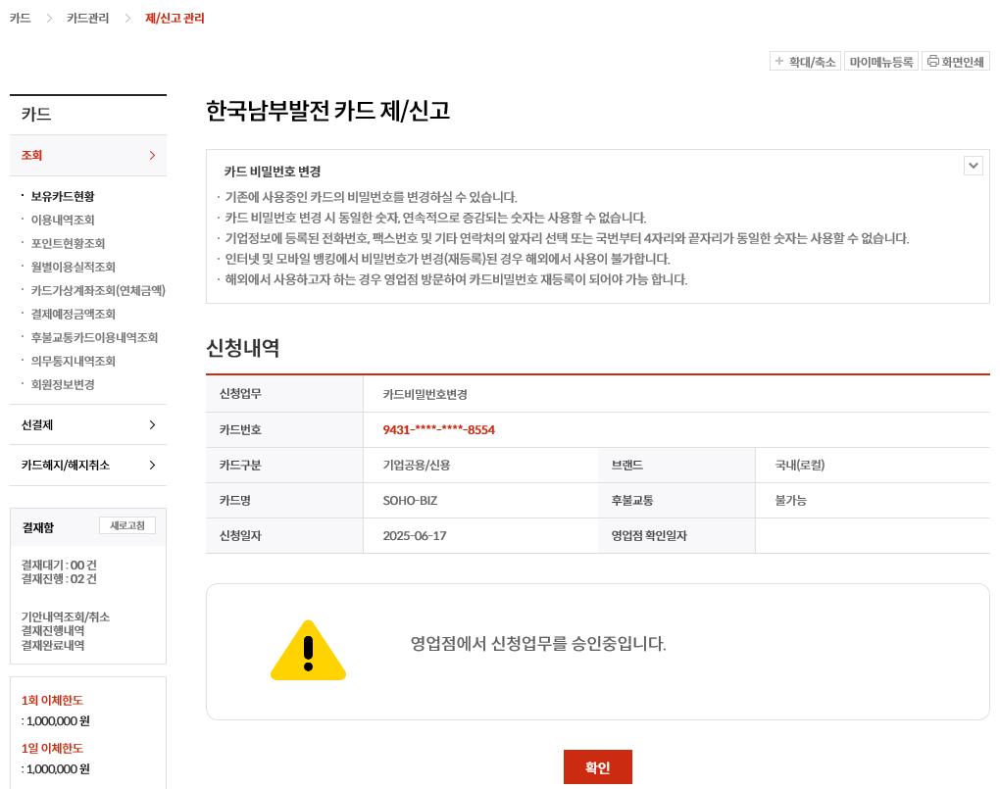 카드 > 카드관리 > 제/신고 관리
+ 확대/축소 마이메뉴등록 화면인쇄
카드
조회
· 보유카드현황
· 이용내역조회
· 포인트현황조회
· 월별이용실적조회
· 카드가상계좌조회(연체금액)
· 결제예정금액조회
· 후불교통카드이용내역조회
· 의무통지내역조회
· 회원정보변경
선결제
카드해지/해지취소
결재함 새로고침
결재대기 : 00 건
결재진행 : 02 건
기안내역조회/취소
결재진행내역
결재완료내역
1회 이체한도
: 1,000,000 원
1일 이체한도
: 1,000,000 원
한국남부발전 카드 제/신고
카드 비밀번호 변경
· 기존에 사용중인 카드의 비밀번호를 변경하실 수 있습니다.
· 카드 비밀번호 변경 시 동일한 숫자, 연속적으로 증감되는 숫자는 사용할 수 없습니다.
· 기업정보에 등록된 전화번호, 팩스번호 및 기타 연락처의 앞자리 선택 또는 국번부터 4자리와 끝자리가 동일한 숫자는 사용할 수 없습니다.
· 인터넷 및 모바일 뱅킹에서 비밀번호가 변경(재등록)된 경우 해외에서 사용이 불가합니다.
· 해외에서 사용하고자 하는 경우 영업점 방문하여 카드비밀번호 재등록이 되어야 가능 합니다.
신청내역
신청업무 카드비밀번호변경
카드번호 9431-****-****-8554
카드구분 기업공용/신용 브랜드 국내(로컬)
카드명 SOHO-BIZ 후불교통 불가능
신청일자 2025-06-17 영업점 확인일자
영업점에서 신청업무를 승인중입니다.
확인